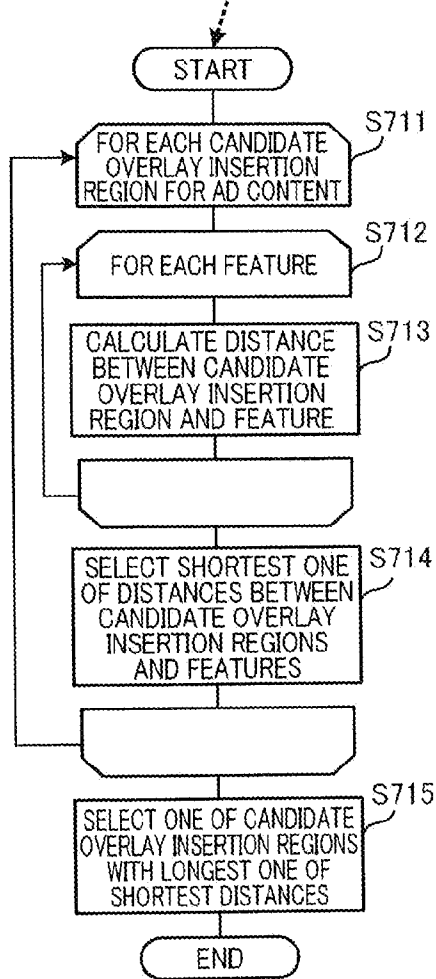 START
S711
FOR EACH CANDIDATE
OVERLAY INSERTION
REGION FOR AD CONTENT
S712
FOR EACH FEATURE
S713
CALCULATE DISTANCE
BETWEEN CANDIDATE
OVERLAY INSERTION
REGION AND FEATURE
S714
SELECT SHORTEST ONE
OF DISTANCES BETWEEN
CANDIDATE OVERLAY
INSERTION REGIONS
AND FEATURES
S715
SELECT ONE OF CANDIDATE
OVERLAY INSERTION REGIONS
WITH LONGEST ONE OF
SHORTEST DISTANCES
END